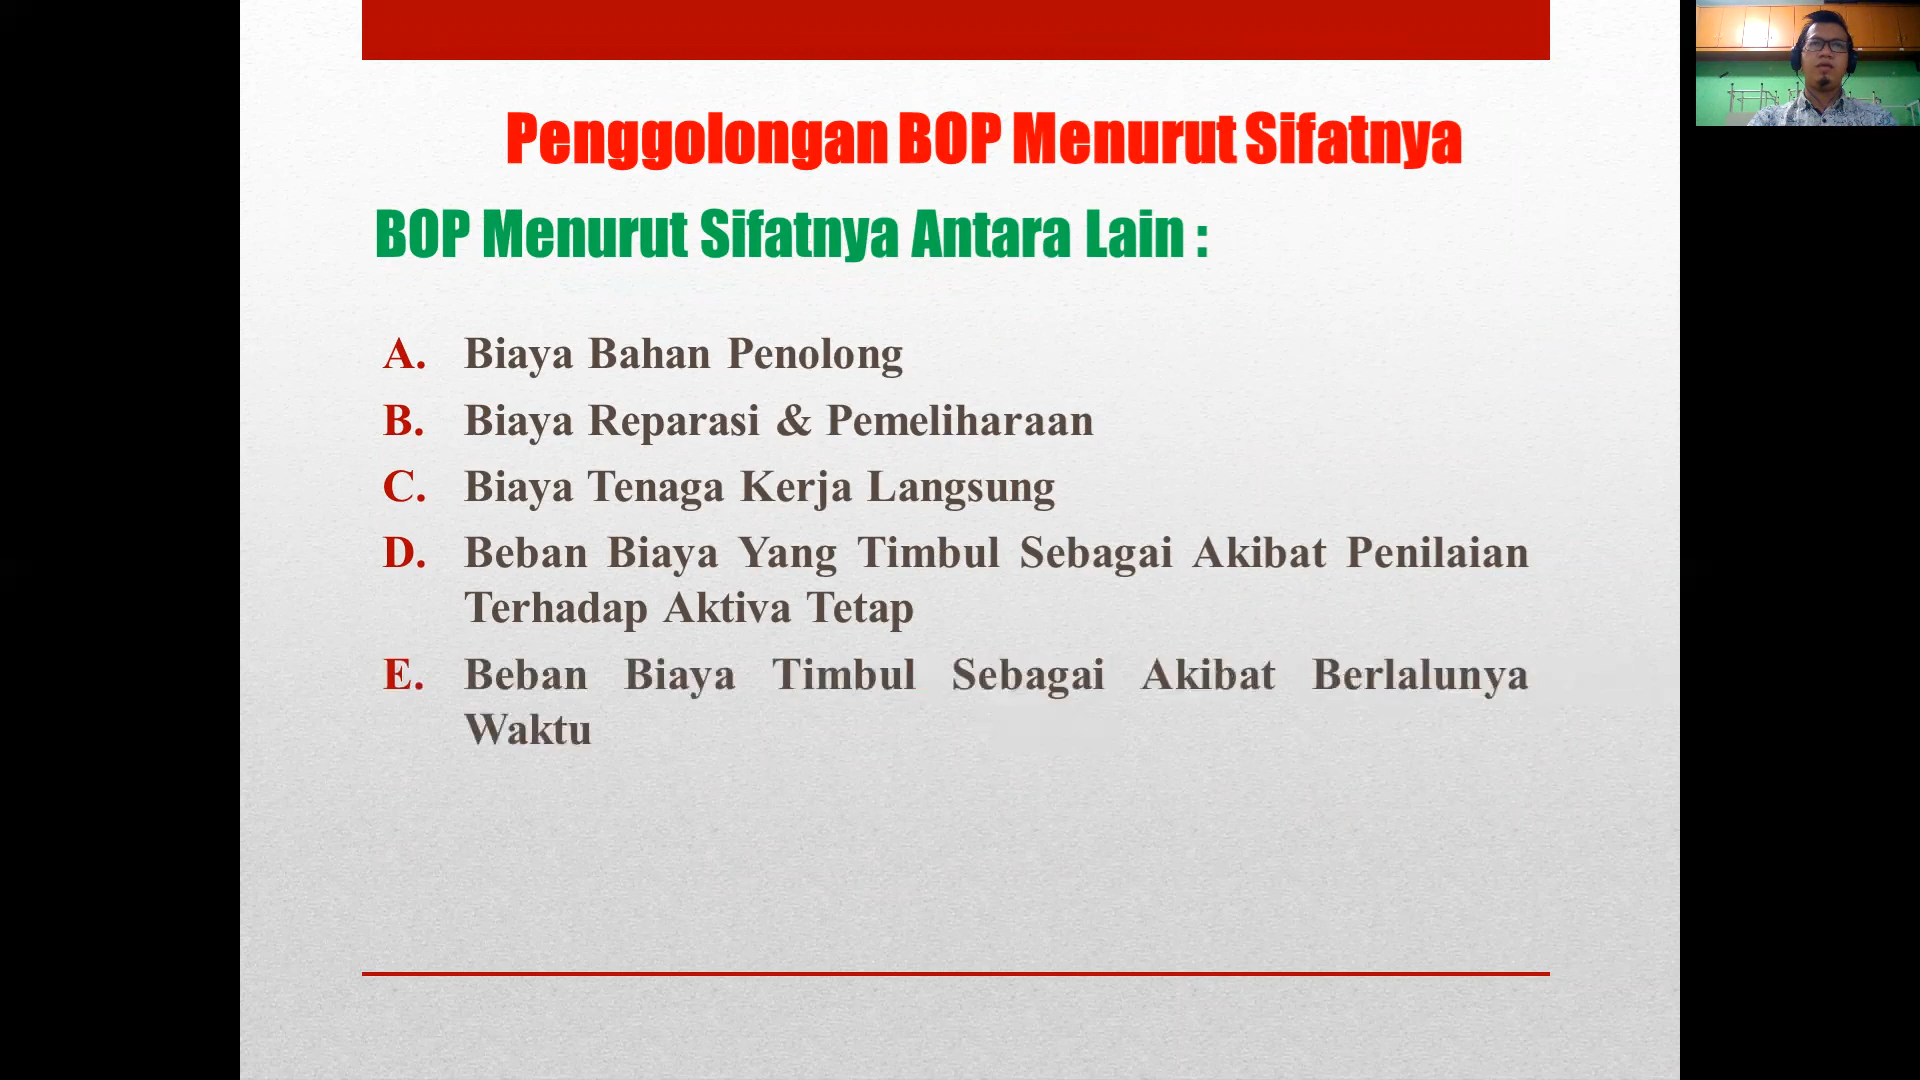 Penggolongan BOP Menurut Sifatnya
BOP Menurut Sifatnya Antara Lain :
A. Biaya Bahan Penolong
B. Biaya Reparasi & Pemeliharaan
C. Biaya Tenaga Kerja Langsung
D. Beban Biaya Yang Timbul Sebagai Akibat Penilaian
Terhadap Aktiva Tetap
E. Beban Biaya Timbul Sebagai Akibat Berlalunya
Waktu